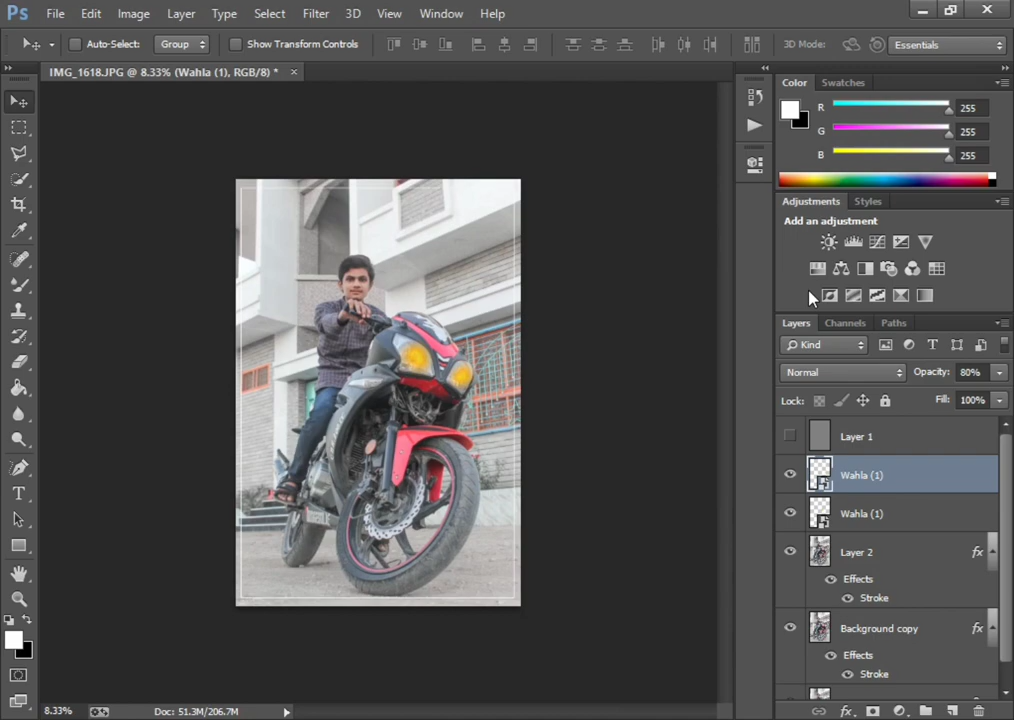 Ps File Edit Image Layer Type Select Filter 3D View Window Help
Auto-Select: Group Show Transform Controls 3D Mode: Essentials
IMG_1618.JPG @ 8.33% (Wahla (1), RGB/8) * ×
Color Swatches
R 255
G 255
B 255
Adjustments Styles
Add an adjustment
Layers Channels Paths
Kind
Normal Opacity: 80%
Lock: Fill: 100%
Layer 1
Wahla (1)
Wahla (1)
Layer 2 fx
Effects
Stroke
Background copy fx
Effects
Stroke
8.33% Doc: 51.3M/206.7M
fx